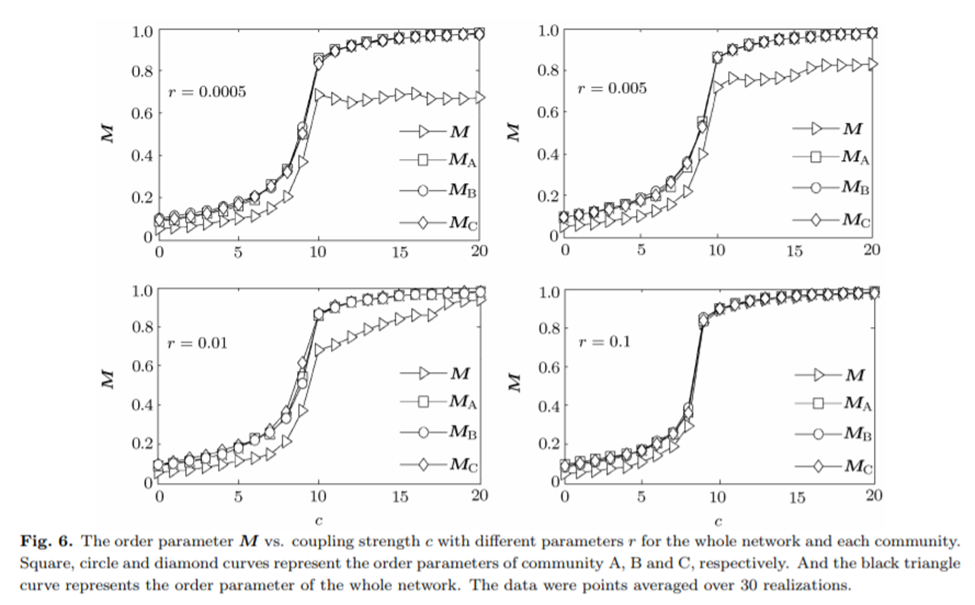 1.0
0.8
0.6
0.4
0.2
0
M
r = 0.0005
M
MA
MB
MC
0 5 10 15 20
1.0
0.8
0.6
0.4
0.2
0
M
r = 0.005
M
MA
MB
MC
0 5 10 15 20
1.0
0.8
0.6
0.4
0.2
0
M
r = 0.01
M
MA
MB
MC
0 5 10 15 20
c
1.0
0.8
0.6
0.4
0.2
0
M
r = 0.1
M
MA
MB
MC
0 5 10 15 20
c
Fig. 6. The order parameter M vs. coupling strength c with different parameters r for the whole network and each community.
Square, circle and diamond curves represent the order parameters of community A, B and C, respectively. And the black triangle
curve represents the order parameter of the whole network. The data were points averaged over 30 realizations.